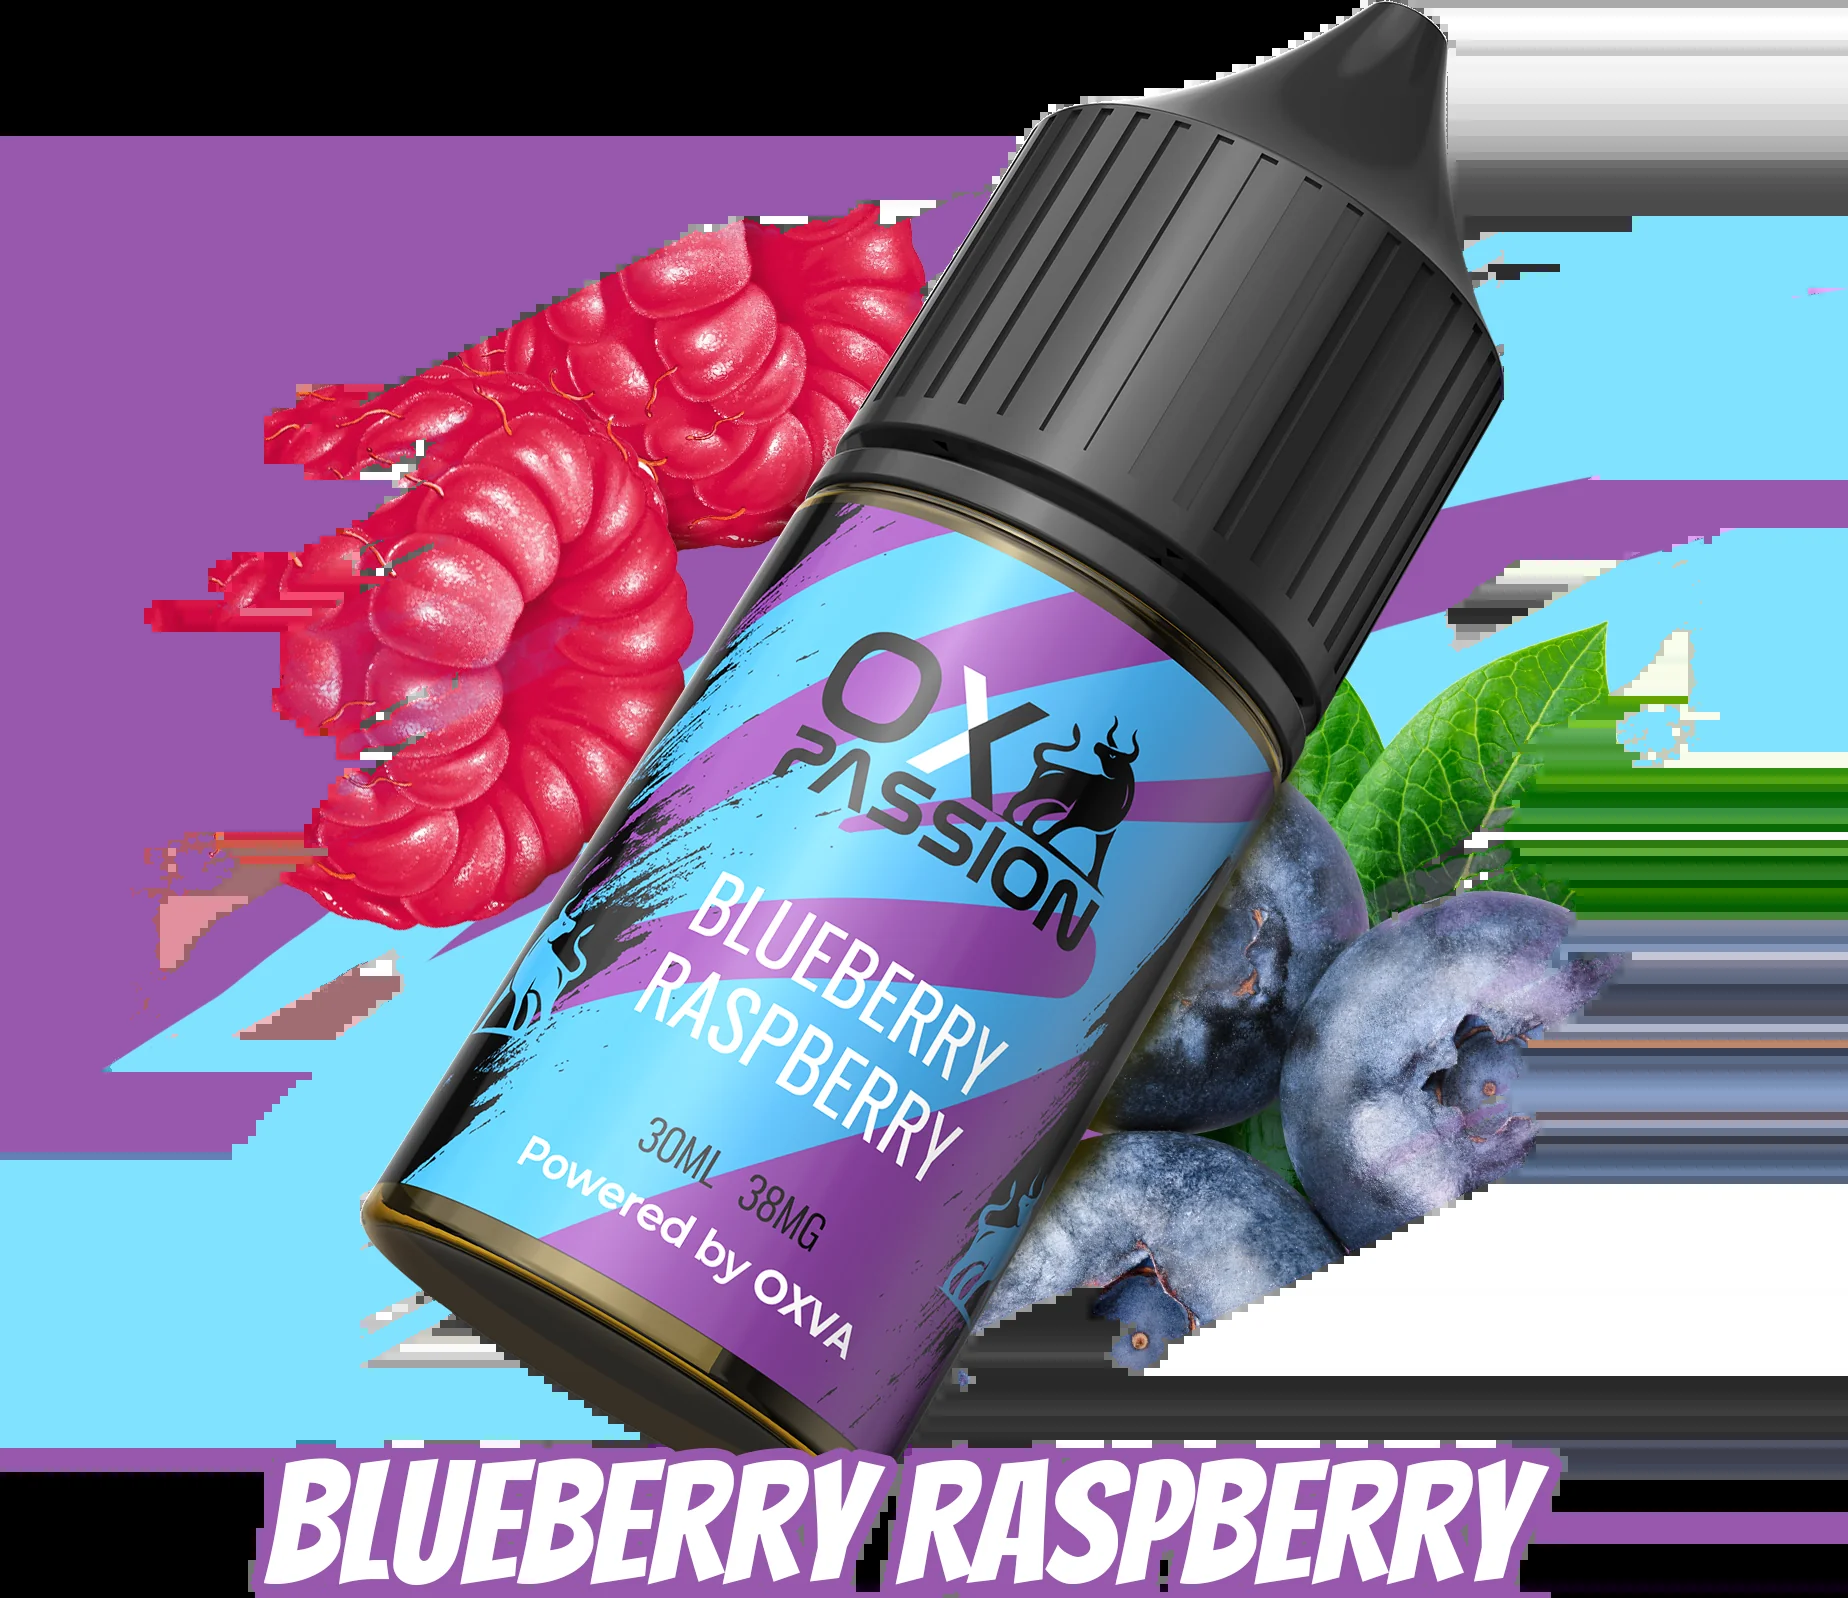 OX
PASSION
BLUEBERRY
RASPBERRY
30ML 38MG
Powered by OXVA
BLUEBERRY RASPBERRY